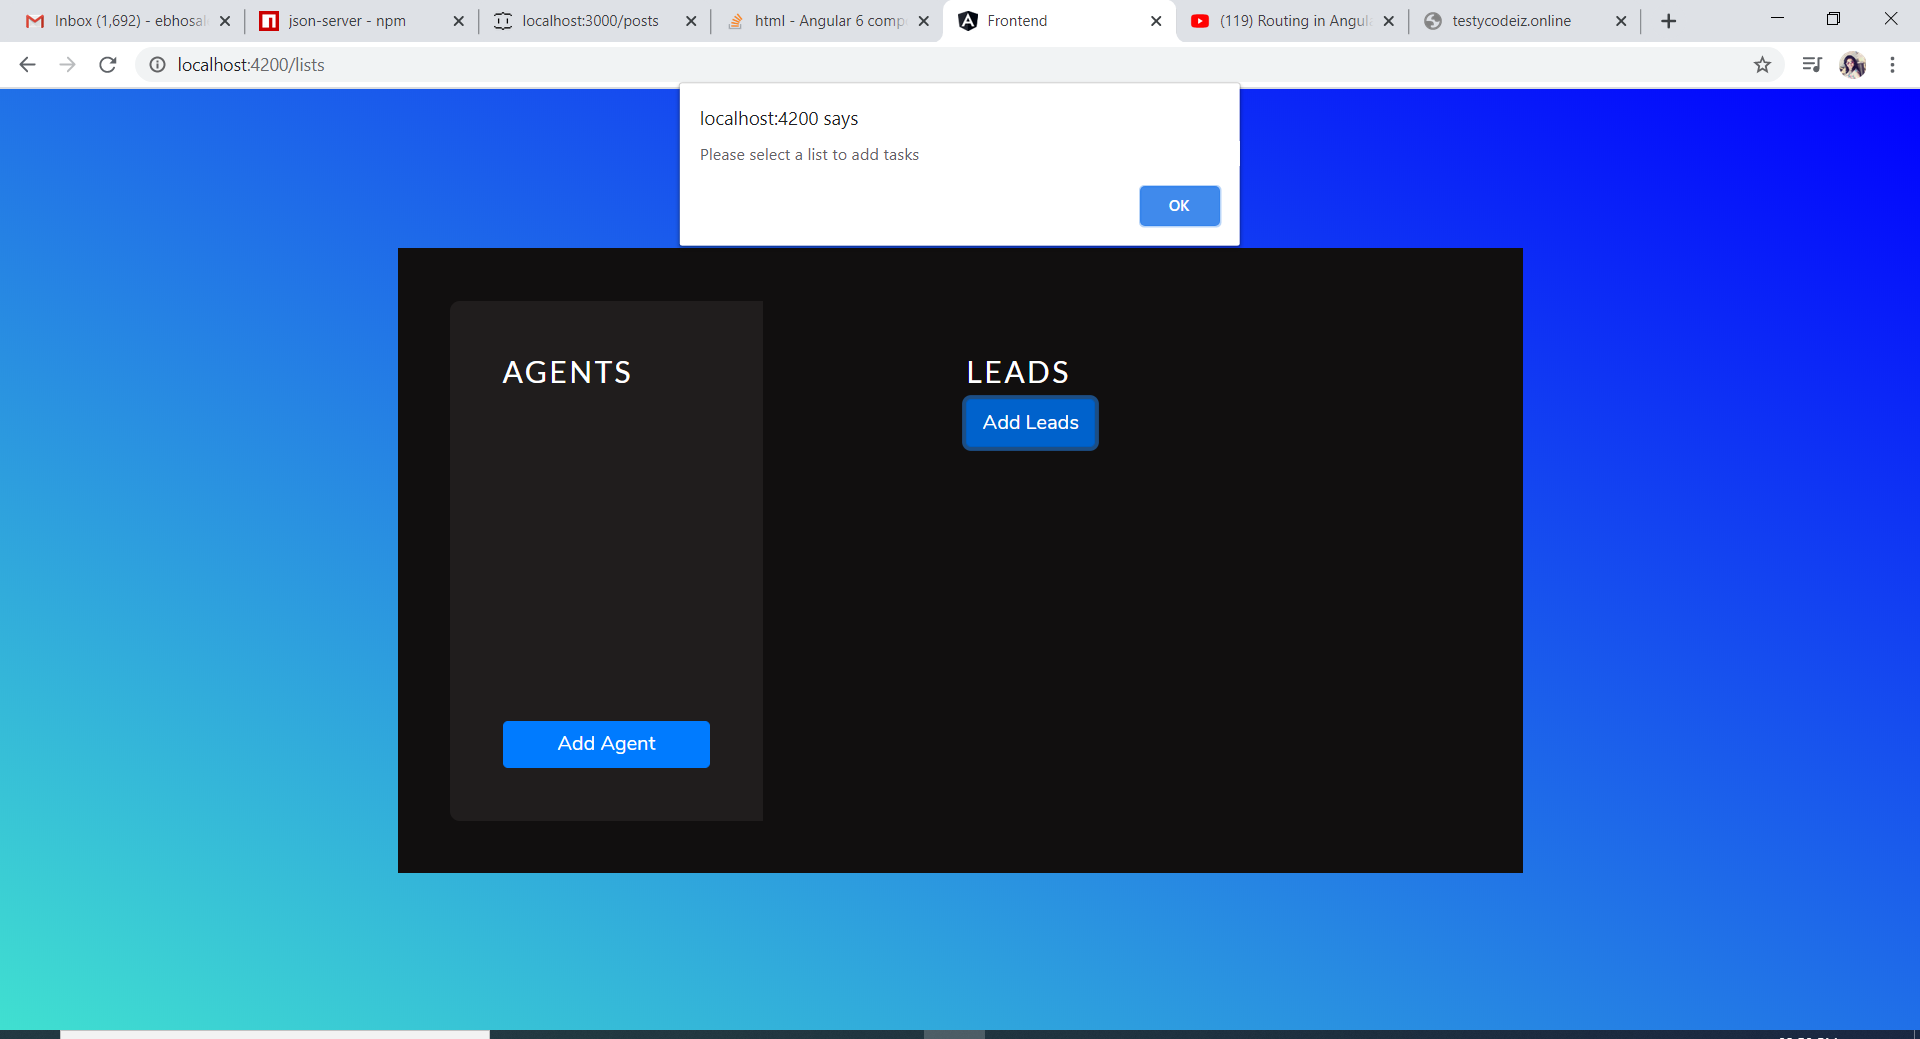 Inbox (1,692) - ebhosal
json-server - npm
localhost:3000/posts
html - Angular 6 comp
Frontend
(119) Routing in Angul
testycodeiz.online
localhost:4200/lists
localhost:4200 says
Please select a list to add tasks
OK
AGENTS
LEADS
Add Leads
Add Agent